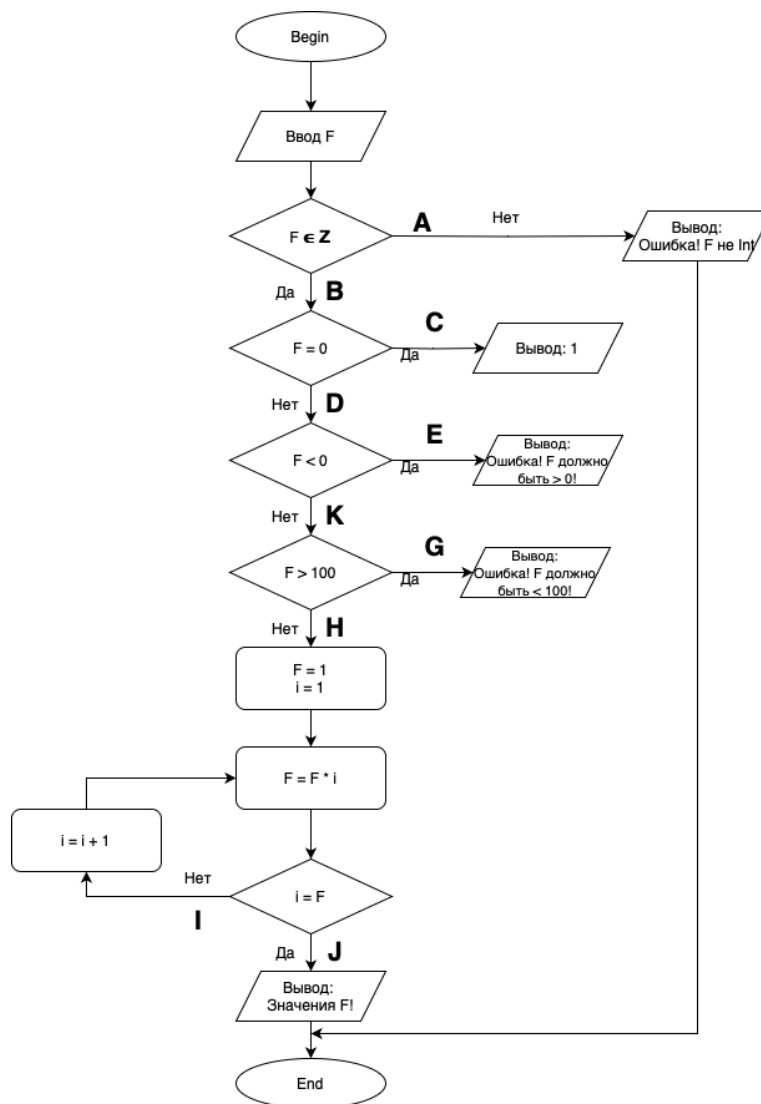 Begin
Ввод F
F ∈ Z
A
Нет
Вывод:
Ошибка! F не Int
Да
B
F = 0
C
Да
Вывод: 1
Нет
D
F < 0
E
Да
Вывод:
Ошибка! F должно
быть > 0!
Нет
K
F > 100
G
Да
Вывод:
Ошибка! F должно
быть < 100!
Нет
H
F = 1
i = 1
F = F * i
i = i + 1
i = F
Нет
I
Да
J
Вывод:
Значения F!
End